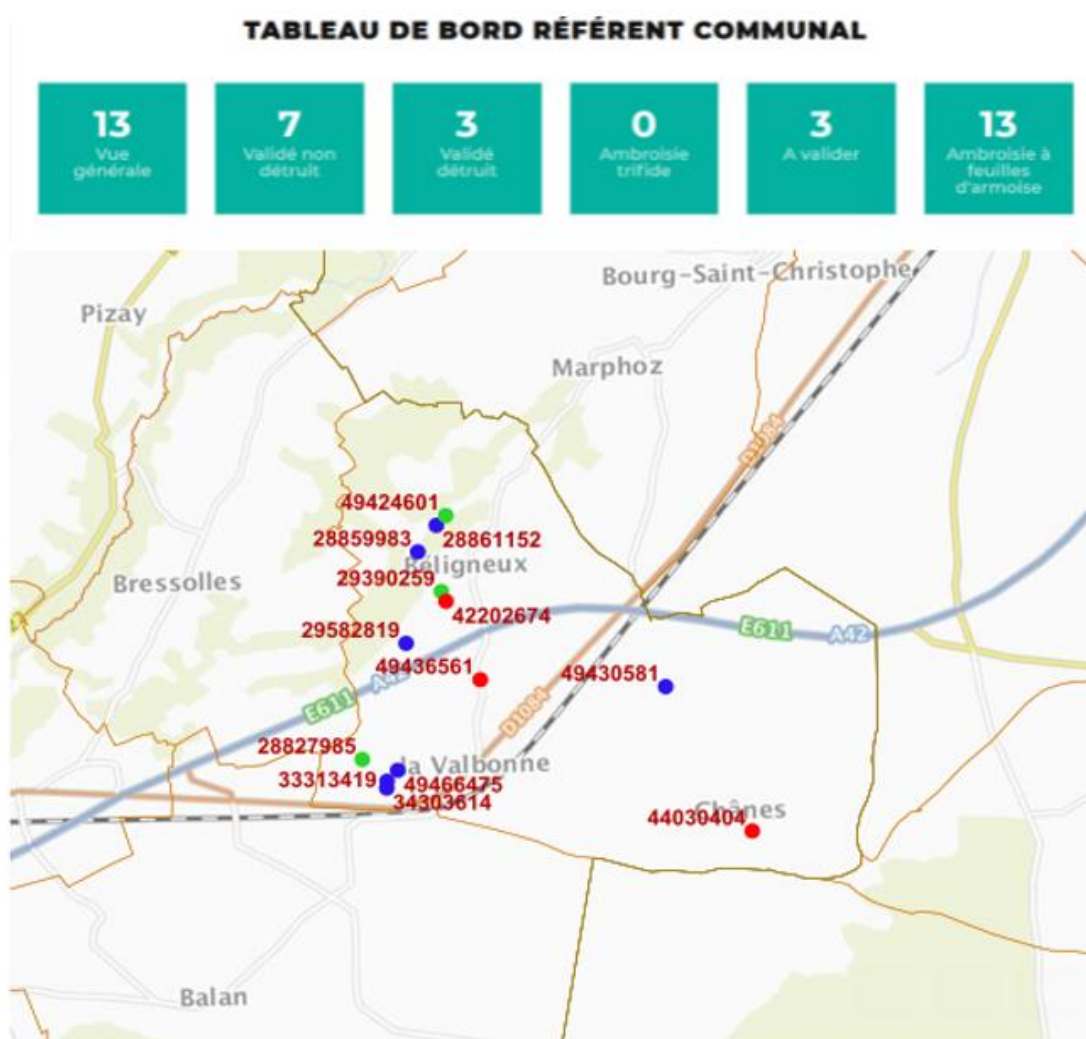 TABLEAU DE BORD RÉFÉRENT COMMUNAL
13
Vue
générale
7
Validé non
détruit
3
Validé
détruit
0
Ambroisie
trifide
3
A valider
13
Ambroisie à
feuilles
d'armoise
Bourg-Saint-Christophe
Pizay
Marphoz
D1084
49424601
28859983
28861152
Béligneux
Bressolles
29390259
42202674
29582819
E611
A42
49436561
49430581
A42
E611
D1084
28827985
la Valbonne
33313419
49466475
34303614
Chânes
44030404
Balan